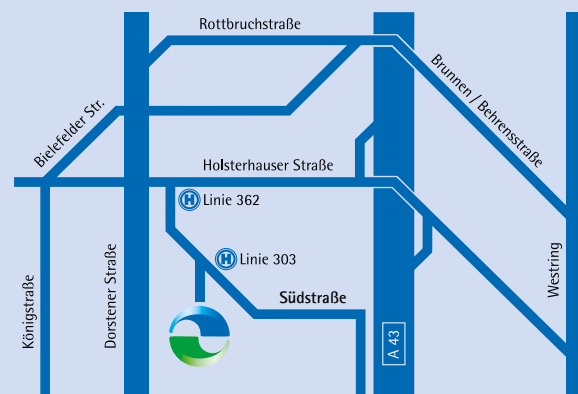 Rottbruchstraße
Brunnen / Behrensstraße
Bielefelder Str.
Holsterhauser Straße
H Linie 362
H Linie 303
Königstraße
Dorstener Straße
Südstraße
A 43
Westring